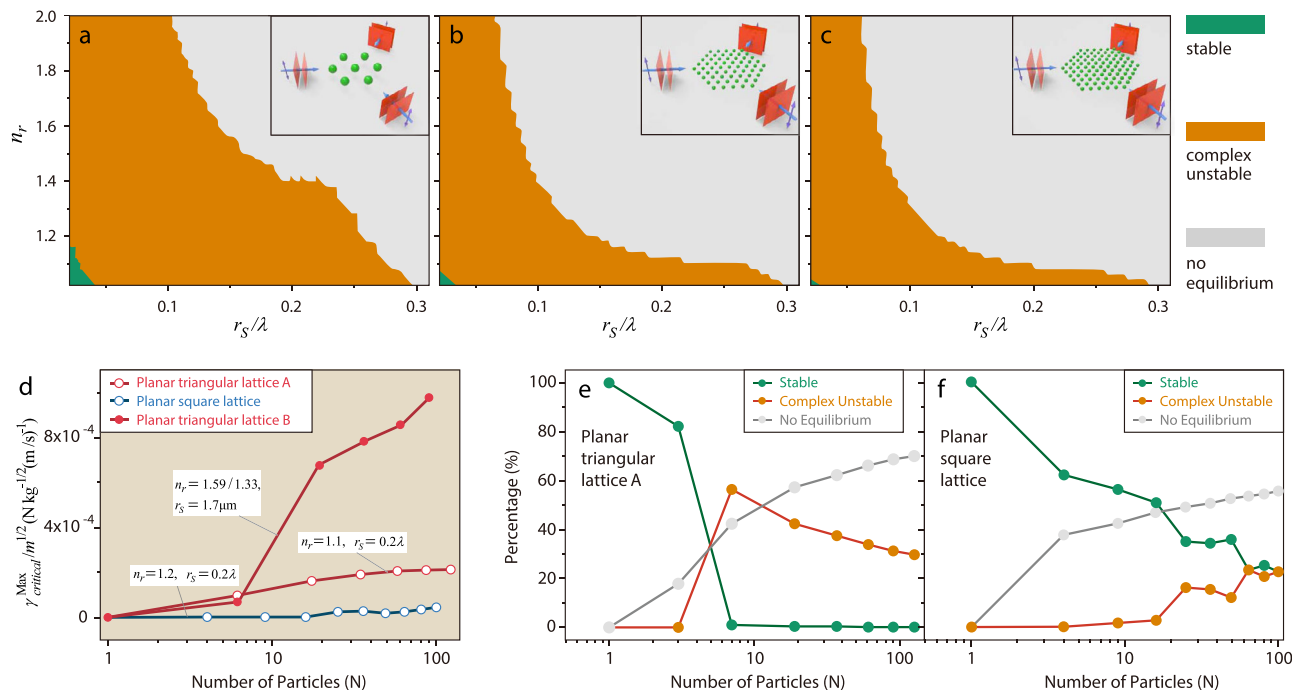 a
b
c
2.0
1.8
1.6
1.4
1.2
n_r
0.1
0.2
0.3
r_S/λ
0.1
0.2
0.3
r_S/λ
0.1
0.2
0.3
r_S/λ
stable
complex
unstable
no
equilibrium
d
Planar triangular lattice A
Planar square lattice
Planar triangular lattice B
γ^Max_critical/m^1/2 (N kg^-1/2 (m/s)^-1)
8x10^-4
4x10^-4
0
n_r = 1.59/1.33,
r_S = 1.7μm
n_r=1.1, r_S=0.2λ
n_r=1.2, r_S=0.2λ
1
10
100
Number of Particles (N)
e
Stable
Complex Unstable
No Equilibrium
Planar
triangular
lattice A
Percentage (%)
100
80
60
40
20
0
1
10
100
Number of Particles (N)
f
Stable
Complex Unstable
No Equilibrium
Planar
square
lattice
1
10
100
Number of Particles (N)